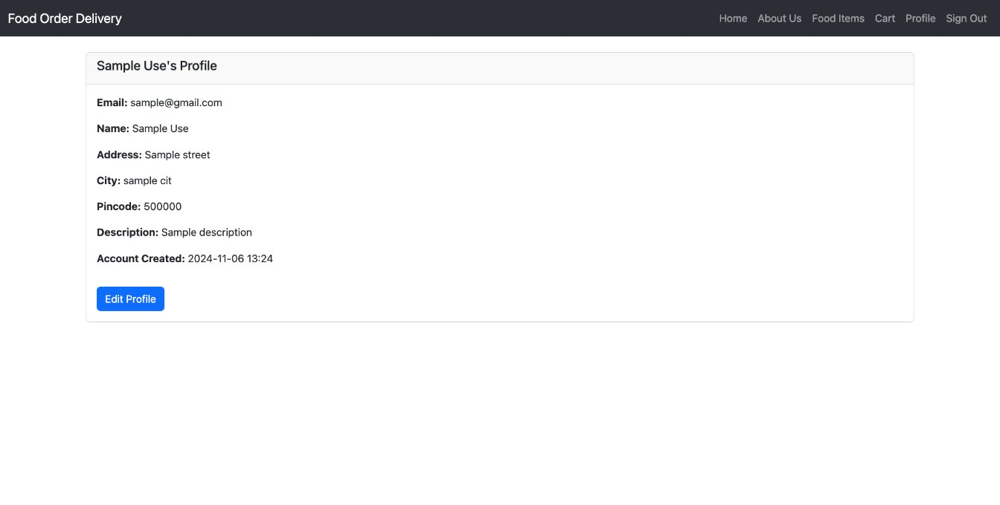 Food Order Delivery
Home About Us Food Items Cart Profile Sign Out
Sample Use's Profile
Email: sample@gmail.com
Name: Sample Use
Address: Sample street
City: sample cit
Pincode: 500000
Description: Sample description
Account Created: 2024-11-06 13:24
Edit Profile